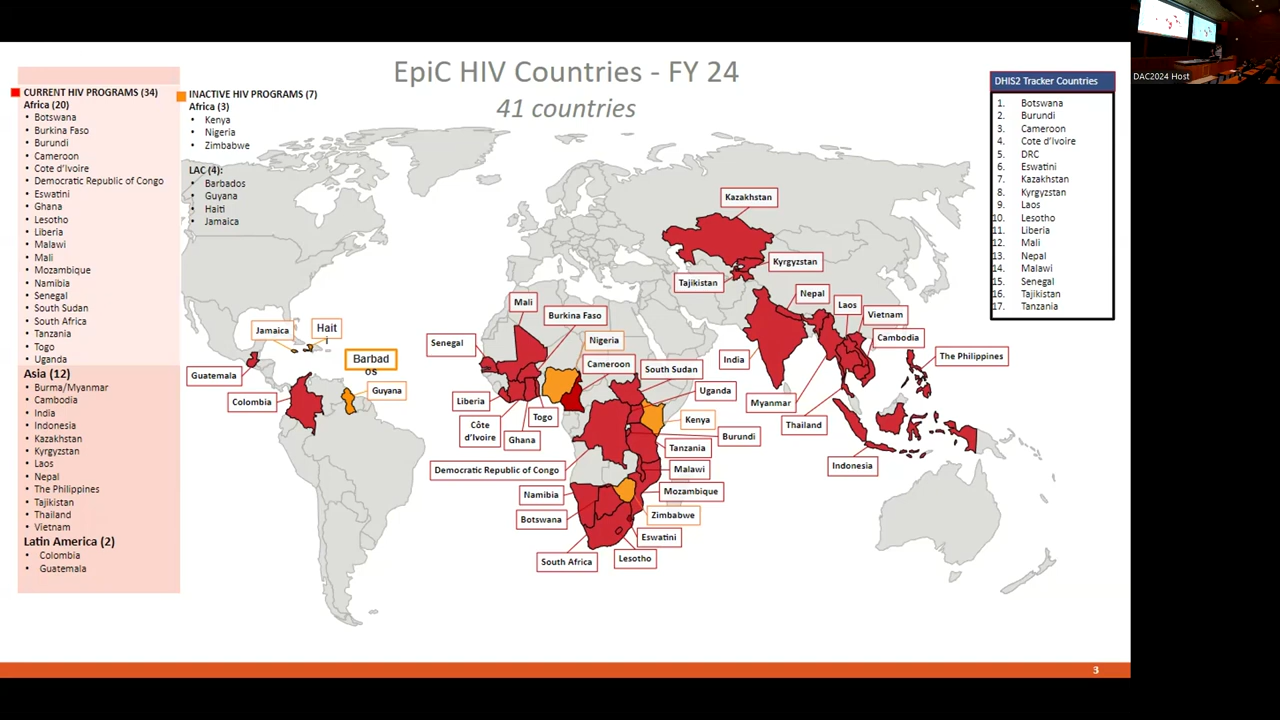 EpiC HIV Countries - FY 24
41 countries
CURRENT HIV PROGRAMS (34)
Africa (20)
• Botswana
• Burkina Faso
• Burundi
• Cameroon
• Cote d’Ivoire
• Democratic Republic of Congo
• Eswatini
• Ghana
• Lesotho
• Liberia
• Malawi
• Mali
• Mozambique
• Namibia
• Senegal
• South Sudan
• South Africa
• Tanzania
• Togo
• Uganda
Asia (12)
• Burma/Myanmar
• Cambodia
• India
• Indonesia
• Kazakhstan
• Kyrgyzstan
• Laos
• Nepal
• The Philippines
• Tajikistan
• Thailand
• Vietnam
Latin America (2)
• Colombia
• Guatemala
INACTIVE HIV PROGRAMS (7)
Africa (3)
• Kenya
• Nigeria
• Zimbabwe
LAC (4):
• Barbados
• Guyana
• Haiti
• Jamaica
Kazakhstan
Kyrgyzstan
Tajikistan
Nepal
Mali
Laos
Burkina Faso
Vietnam
Jamaica
Hait
i
Senegal
Nigeria
Cambodia
Barbad
os
India
The Philippines
Cameroon
South Sudan
Guatemala
Guyana
Uganda
Colombia
Liberia
Myanmar
Togo
Kenya
Thailand
Côte
d’Ivoire
Ghana
Burundi
Tanzania
Democratic Republic of Congo
Malawi
Indonesia
Namibia
Mozambique
Botswana
Zimbabwe
Eswatini
South Africa
Lesotho
DHIS2 Tracker Countries
1. Botswana
2. Burundi
3. Cameroon
4. Cote d’Ivoire
5. DRC
6. Eswatini
7. Kazakhstan
8. Kyrgyzstan
9. Laos
10. Lesotho
11. Liberia
12. Mali
13. Nepal
14. Malawi
15. Senegal
16. Tajikistan
17. Tanzania
3
DAC2024 Host